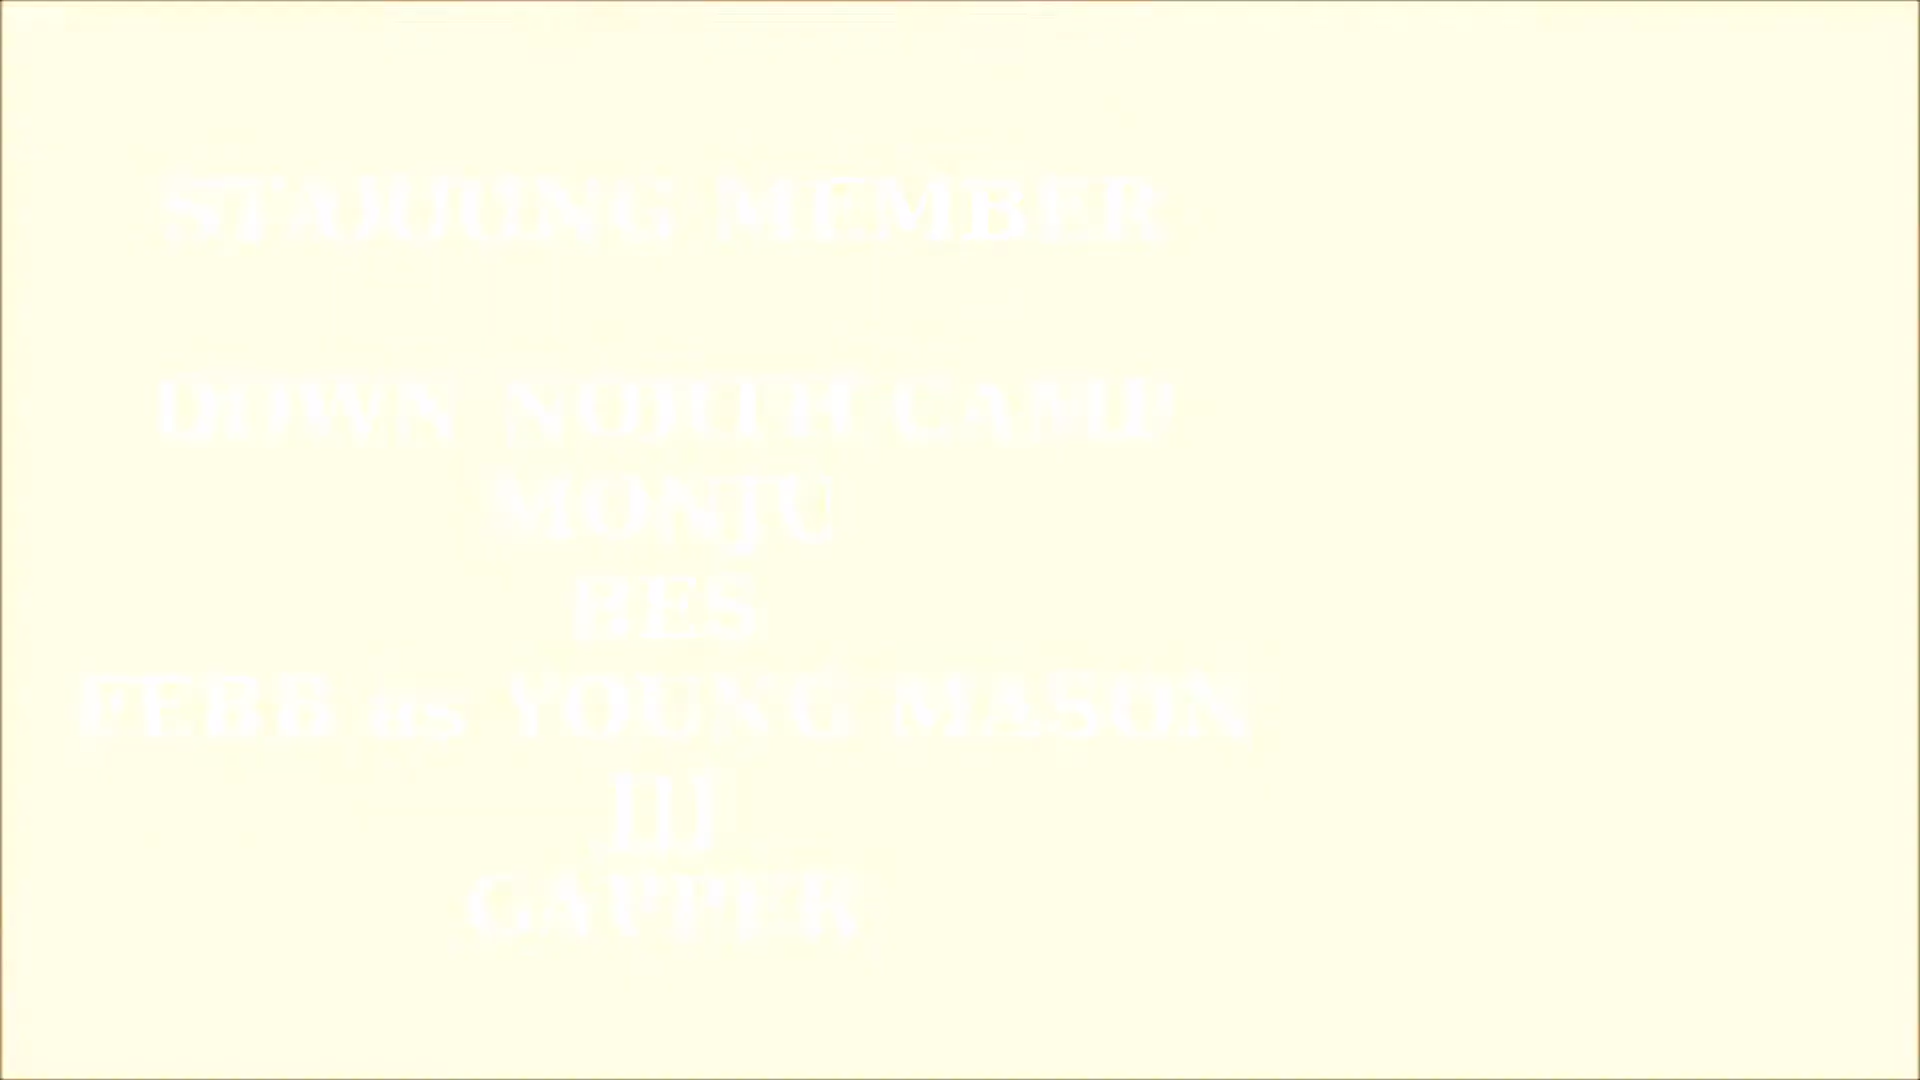 STARRING MEMBER
DOWN NORTH CAMP
MONJU
BES
FEBB as YOUNG MASON
JJJ
GAPPER